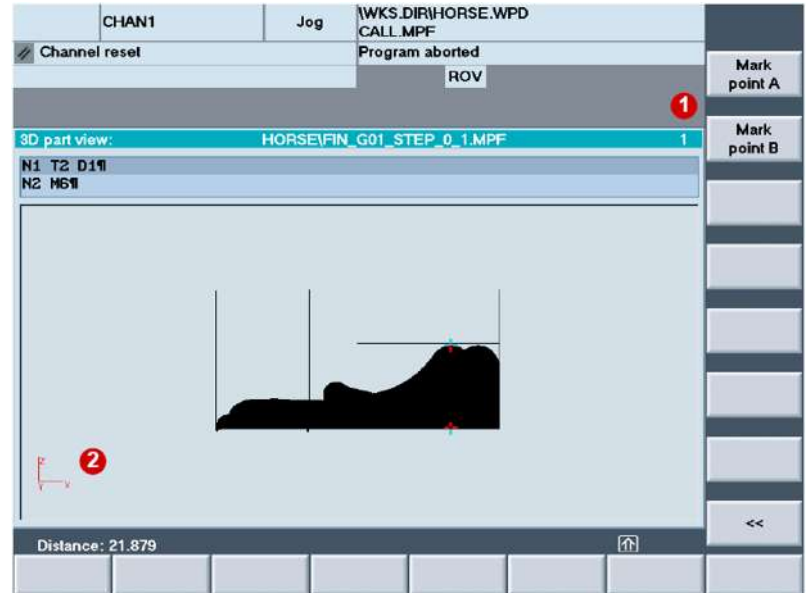 CHAN1
Jog
\WKS.DIR\HORSE.WPD
CALL.MPF
Channel reset
Program aborted
ROV
Mark
point A
1
Mark
point B
3D part view:
HORSE\FIN_G01_STEP_0_1.MPF
1
N1 T2 D1¶
N2 M6¶
Z
2
Y
X
<<
Distance: 21.879